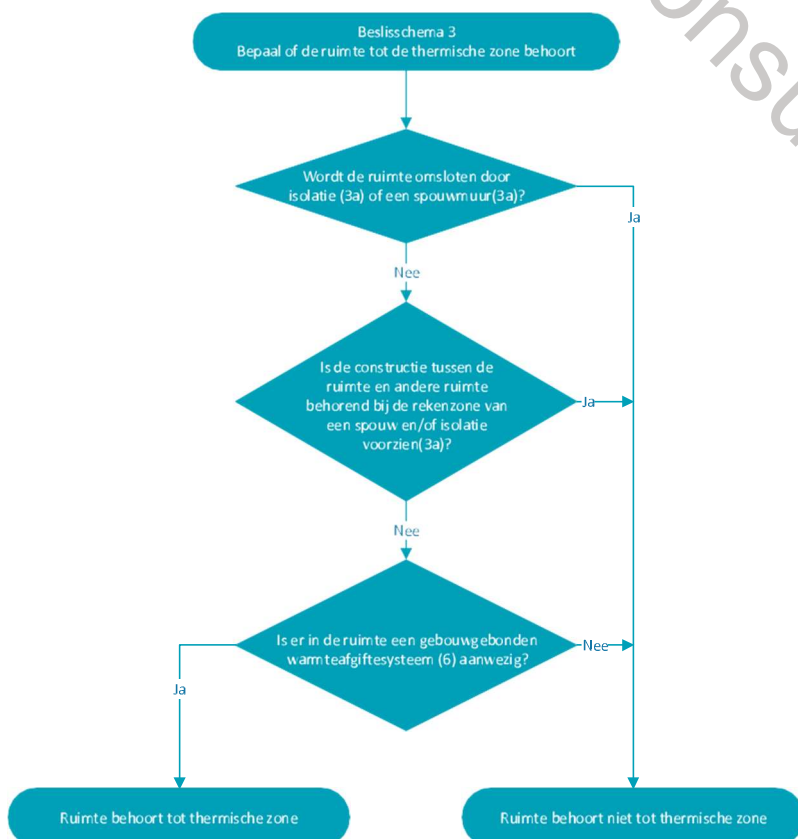 Beslisschema 3
Bepaal of de ruimte tot de thermische zone behoort
Wordt de ruimte omsloten door
isolatie (3a) of een spouwmuur(3a)?
Ja
Nee
Is de constructie tussen de
ruimte en andere ruimte
behorend bij de rekenzone van
een spouw en/of isolatie
voorzien(3a)?
Ja
Nee
Is er in de ruimte een gebouwgebonden
warmteafgiftesysteem (6) aanwezig?
Nee
Ja
Ruimte behoort tot thermische zone
Ruimte behoort niet tot thermische zone